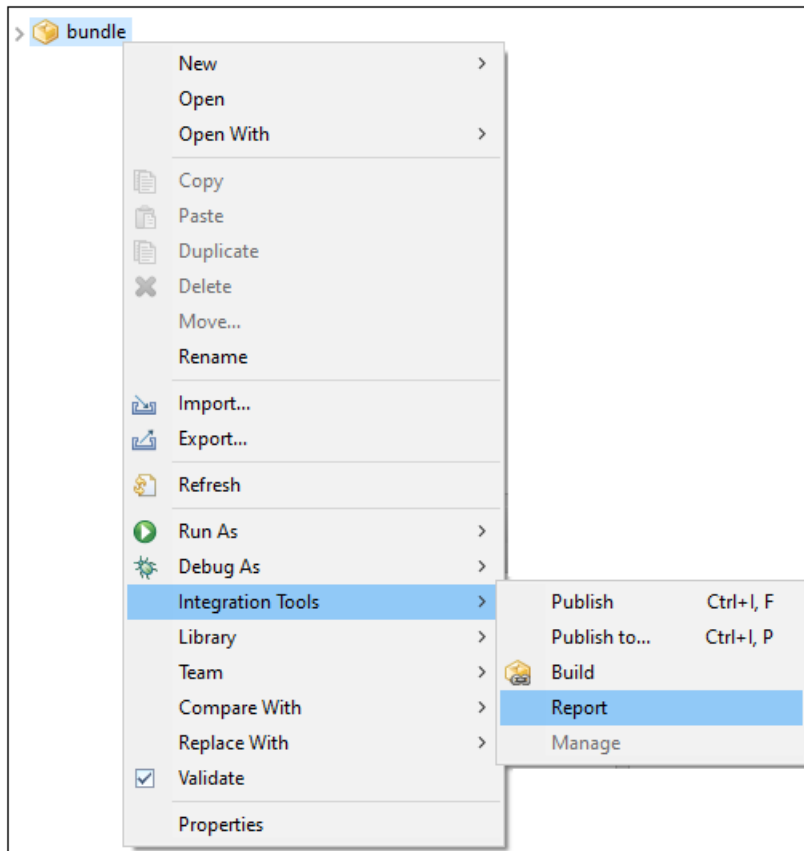 bundle
New
Open
Open With
Copy
Paste
Duplicate
Delete
Move...
Rename
Import...
Export...
Refresh
Run As
Debug As
Integration Tools
Library
Team
Compare With
Replace With
Validate
Properties
Publish Ctrl+I, F
Publish to... Ctrl+I, P
Build
Report
Manage